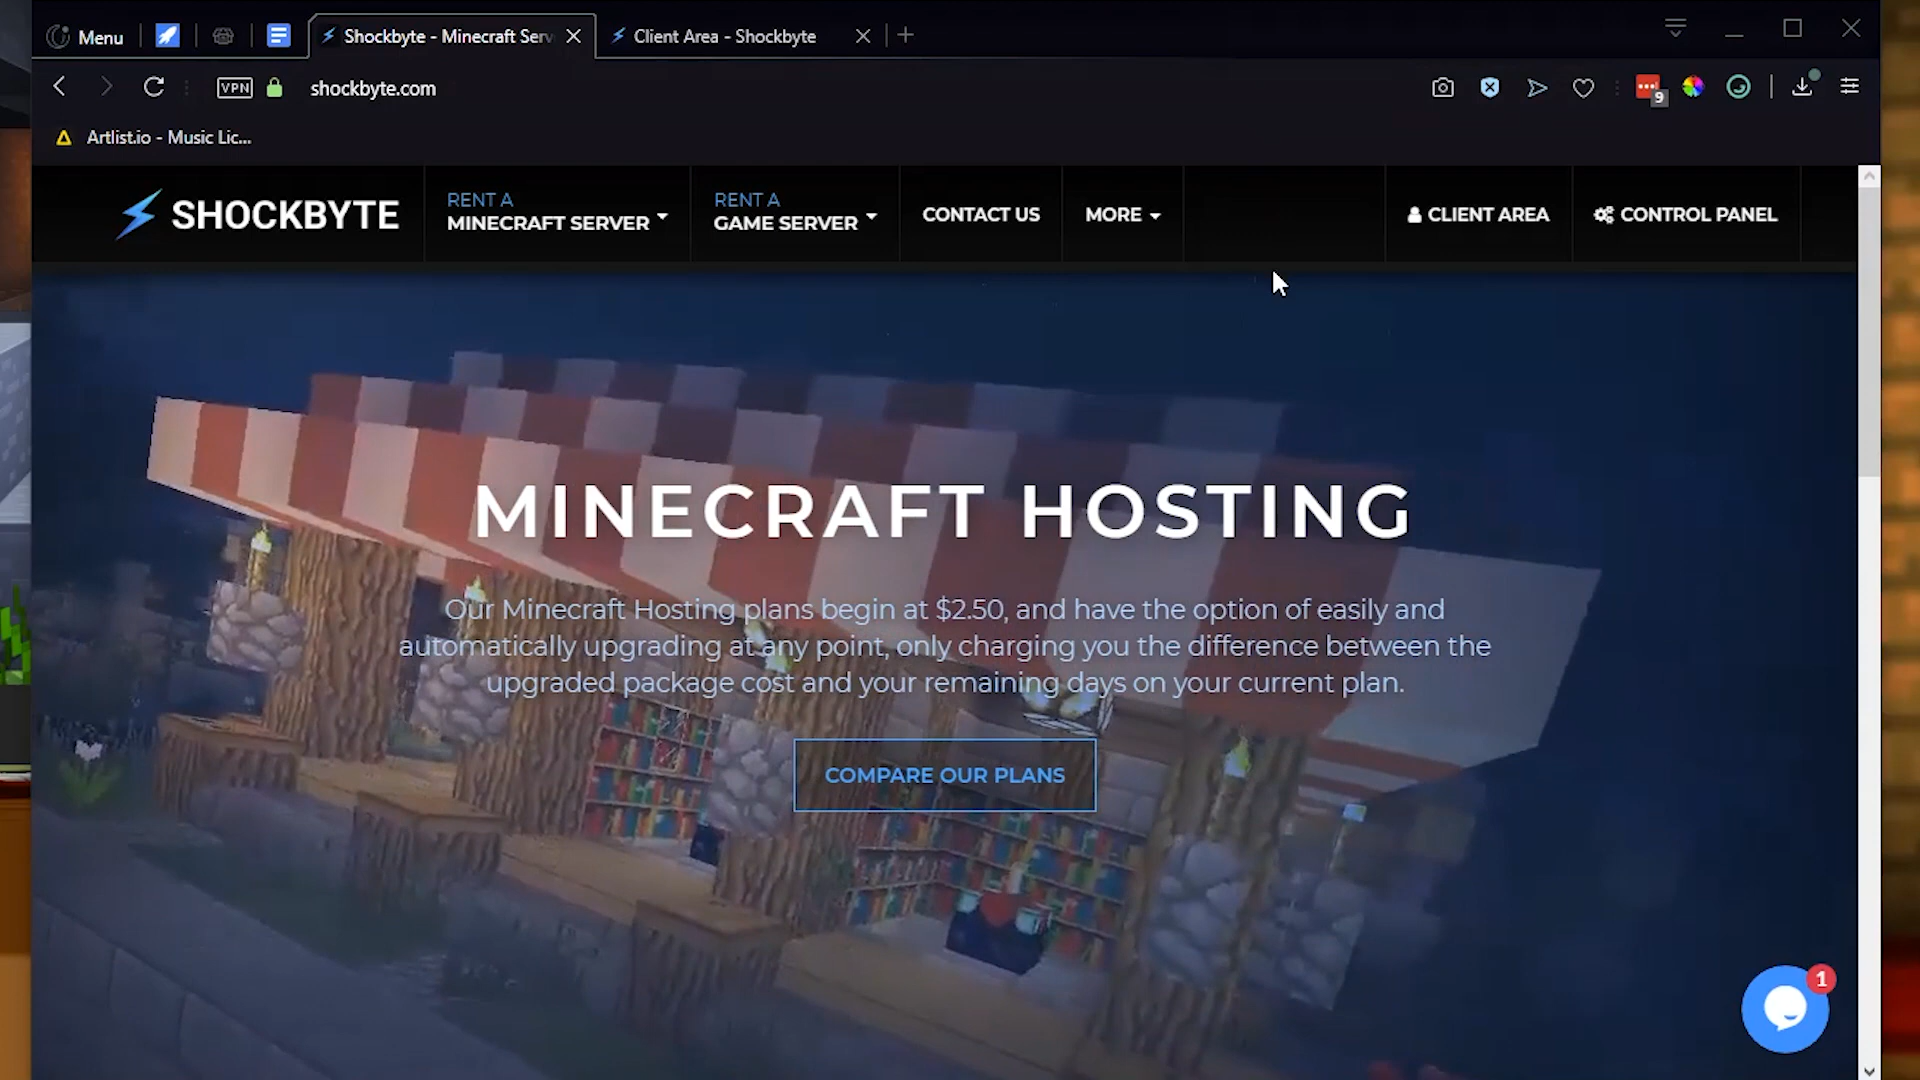 Menu
Shockbyte - Minecraft Serv
Client Area - Shockbyte
VPN
shockbyte.com
9
Artlist.io - Music Lic...
SHOCKBYTE
RENT A
MINECRAFT SERVER
RENT A
GAME SERVER
CONTACT US
MORE
CLIENT AREA
CONTROL PANEL
MINECRAFT HOSTING
Our Minecraft Hosting plans begin at $2.50, and have the option of easily and
automatically upgrading at any point, only charging you the difference between the
upgraded package cost and your remaining days on your current plan.
COMPARE OUR PLANS
1